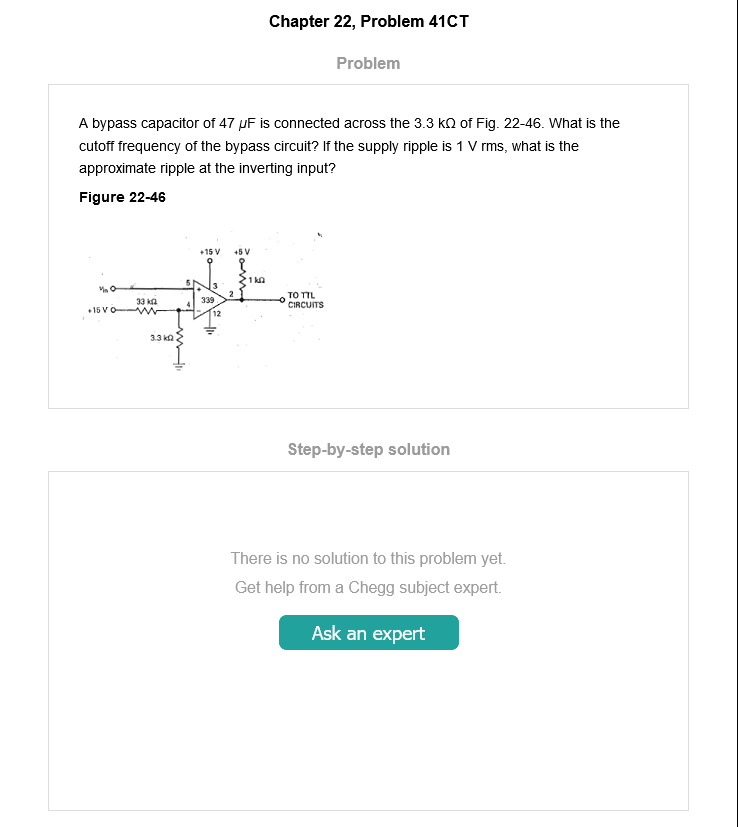 Chapter 22, Problem 41CT
Problem
A bypass capacitor of 47 μF is connected across the 3.3 kΩ of Fig. 22-46. What is the
cutoff frequency of the bypass circuit? If the supply ripple is 1 V rms, what is the
approximate ripple at the inverting input?
Figure 22-46
+15 V +5 V
1 kΩ
vin
5
+
3
2
TO TTL
CIRCUITS
33 kΩ
339
+15 V
4
−
12
3.3 kΩ
Step-by-step solution
There is no solution to this problem yet.
Get help from a Chegg subject expert.
Ask an expert